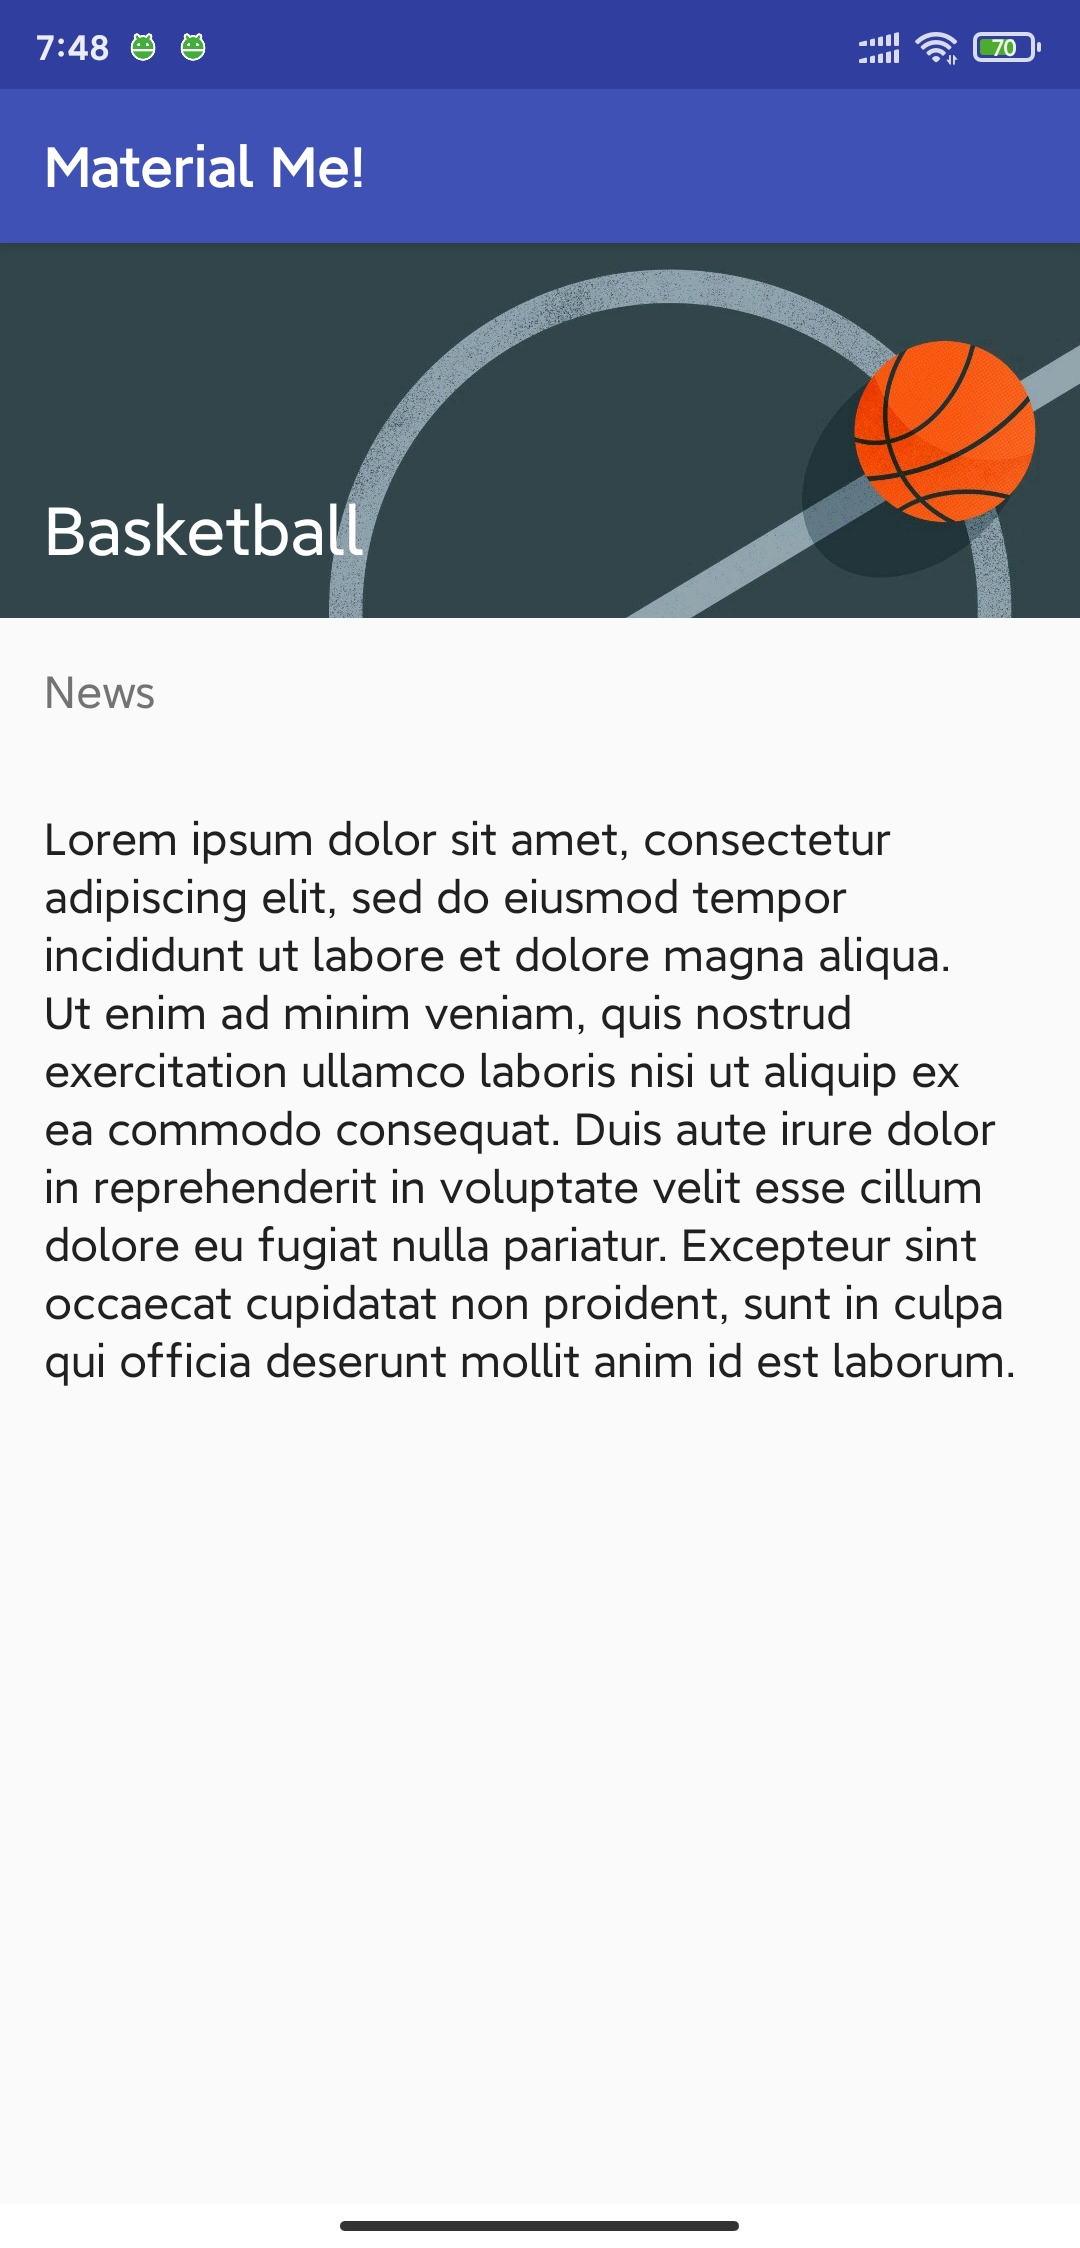 7:48
70
Material Me!
Basketball
News
Lorem ipsum dolor sit amet, consectetur
adipiscing elit, sed do eiusmod tempor
incididunt ut labore et dolore magna aliqua.
Ut enim ad minim veniam, quis nostrud
exercitation ullamco laboris nisi ut aliquip ex
ea commodo consequat. Duis aute irure dolor
in reprehenderit in voluptate velit esse cillum
dolore eu fugiat nulla pariatur. Excepteur sint
occaecat cupidatat non proident, sunt in culpa
qui officia deserunt mollit anim id est laborum.